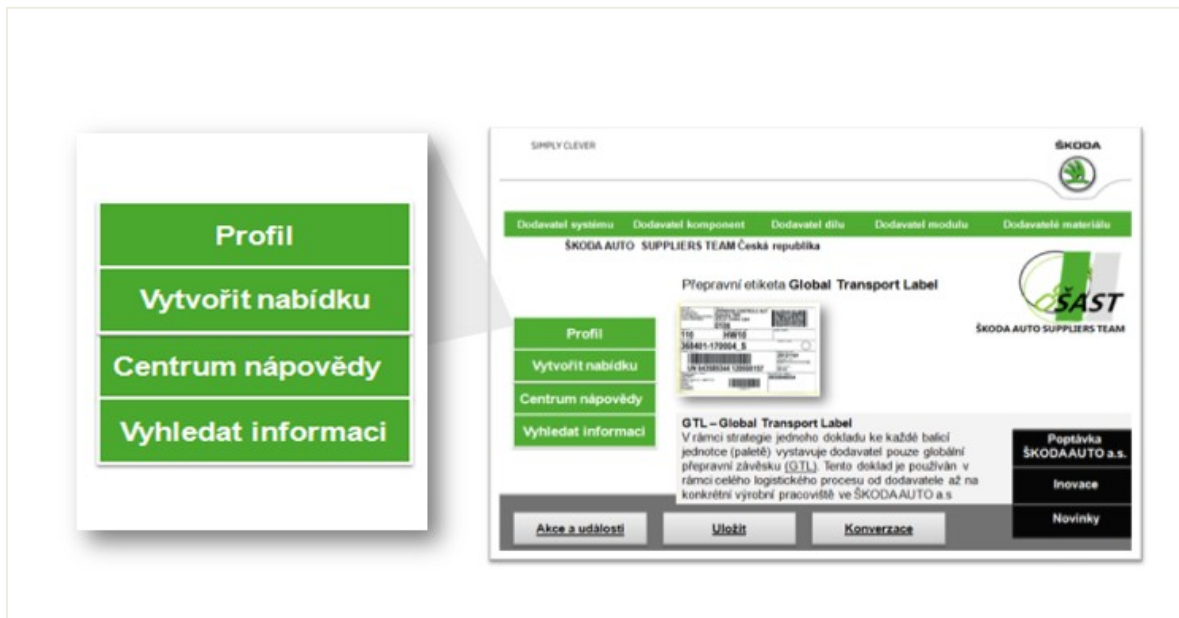 Profil
Vytvořit nabídku
Centrum nápovědy
Vyhledat informaci
SIMPLY CLEVER
ŠKODA
Dodavatel systému Dodavatel komponent Dodavatel dílu Dodavatel modulu Dodavatelé materiálu
ŠKODA AUTO SUPPLIERS TEAM Česká republika
Přepravní etiketa Global Transport Label
ŠAST
ŠKODA AUTO SUPPLIERS TEAM
Profil
Vytvořit nabídku
Centrum nápovědy
Vyhledat informaci
GTL – Global Transport Label
V rámci strategie jednoho dokladu ke každé balicí
jednotce (paletě) vystavuje dodavatel pouze globální
přepravní závěsku (GTL). Tento doklad je používán v
rámci celého logistického procesu od dodavatele až na
konkrétní výrobní pracoviště ve ŠKODA AUTO a.s
Poptávka
ŠKODA AUTO a.s.
Inovace
Novinky
Akce a události Uložit Konverzace